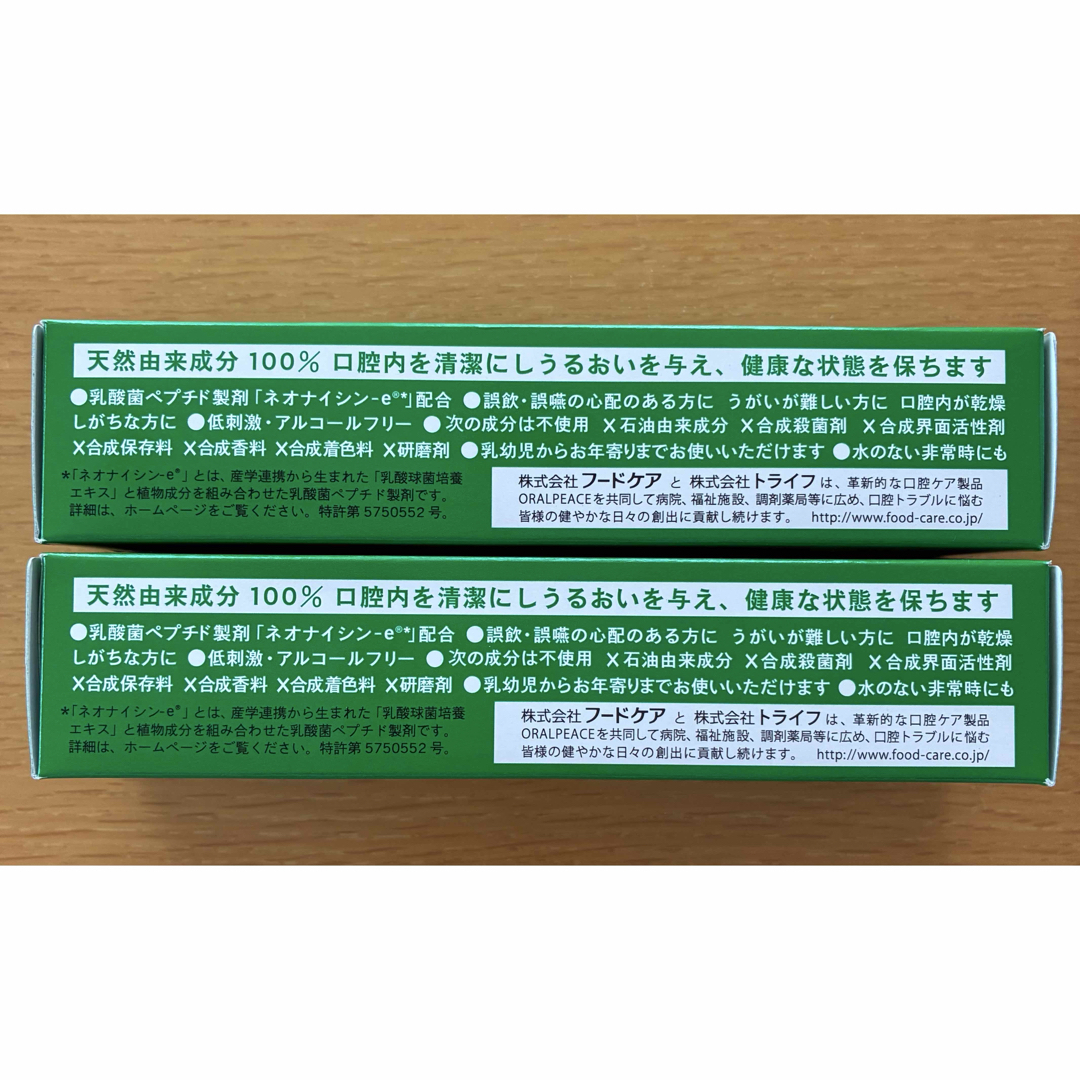 天然由来成分 100% 口腔内を清潔にしうるおいを与え、健康な状態を保ちます
●乳酸菌ペプチド製剤「ネオナイシン-e®*」配合 ●誤飲・誤嚥の心配のある方に うがいが難しい方に 口腔内が乾燥
しがちな方に ●低刺激・アルコールフリー ● 次の成分は不使用 X石油由来成分 X合成殺菌剤 X合成界面活性剤
X合成保存料 X合成香料 X合成着色料 X研磨剤 ●乳幼児からお年寄りまでお使いいただけます ●水のない非常時にも
*「ネオナイシン-e®」とは、産学連携から生まれた「乳酸球菌培養
エキス」と植物成分を組み合わせた乳酸菌ペプチド製剤です。
詳細は、ホームページをご覧ください。特許第 5750552 号。
株式会社 フードケア と 株式会社 トライフ は、革新的な口腔ケア製品
ORALPEACEを共同して病院、福祉施設、調剤薬局等に広め、口腔トラブルに悩む
皆様の健やかな日々の創出に貢献し続けます。 http://www.food-care.co.jp/
天然由来成分 100% 口腔内を清潔にしうるおいを与え、健康な状態を保ちます
●乳酸菌ペプチド製剤「ネオナイシン-e®*」配合 ●誤飲・誤嚥の心配のある方に うがいが難しい方に 口腔内が乾燥
しがちな方に ●低刺激・アルコールフリー ● 次の成分は不使用 X石油由来成分 X合成殺菌剤 X合成界面活性剤
X合成保存料 X合成香料 X合成着色料 X研磨剤 ●乳幼児からお年寄りまでお使いいただけます ●水のない非常時にも
*「ネオナイシン-e®」とは、産学連携から生まれた「乳酸球菌培養
エキス」と植物成分を組み合わせた乳酸菌ペプチド製剤です。
詳細は、ホームページをご覧ください。特許第 5750552 号。
株式会社 フードケア と 株式会社 トライフ は、革新的な口腔ケア製品
ORALPEACEを共同して病院、福祉施設、調剤薬局等に広め、口腔トラブルに悩む
皆様の健やかな日々の創出に貢献し続けます。 http://www.food-care.co.jp/